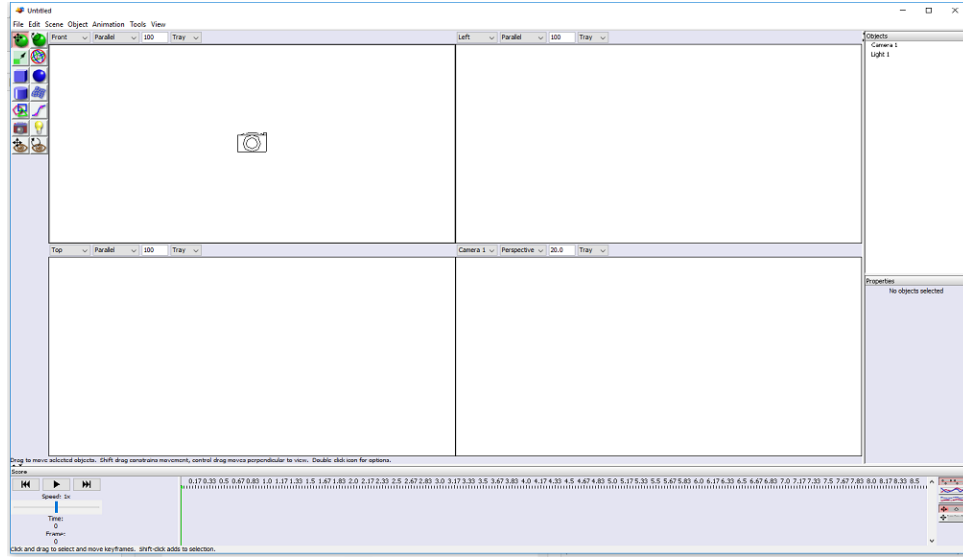 Untitled
File Edit Scene Object Animation Tools View
Front Parallel 100 Tray
Left Parallel 100 Tray
Objects
Camera 1
Light 1
Top Parallel 100 Tray
Camera 1 Perspective 20.0 Tray
Properties
No objects selected
Drag to move selected objects. Shift drag constrains movement, control drag moves perpendicular to view. Double click icon for options.
Score
0.17 0.33 0.5 0.67 0.83 1.0 1.17 1.33 1.5 1.67 1.83 2.0 2.17 2.33 2.5 2.67 2.83 3.0 3.17 3.33 3.5 3.67 3.83 4.0 4.17 4.33 4.5 4.67 4.83 5.0 5.17 5.33 5.5 5.67 5.83 6.0 6.17 6.33 6.5 6.67 6.83 7.0 7.17 7.33 7.5 7.67 7.83 8.0 8.17 8.33 8.5
Speed: 1x
Time:
0
Frame:
0
Click and drag to select and move keyframes. Shift-click adds to selection.